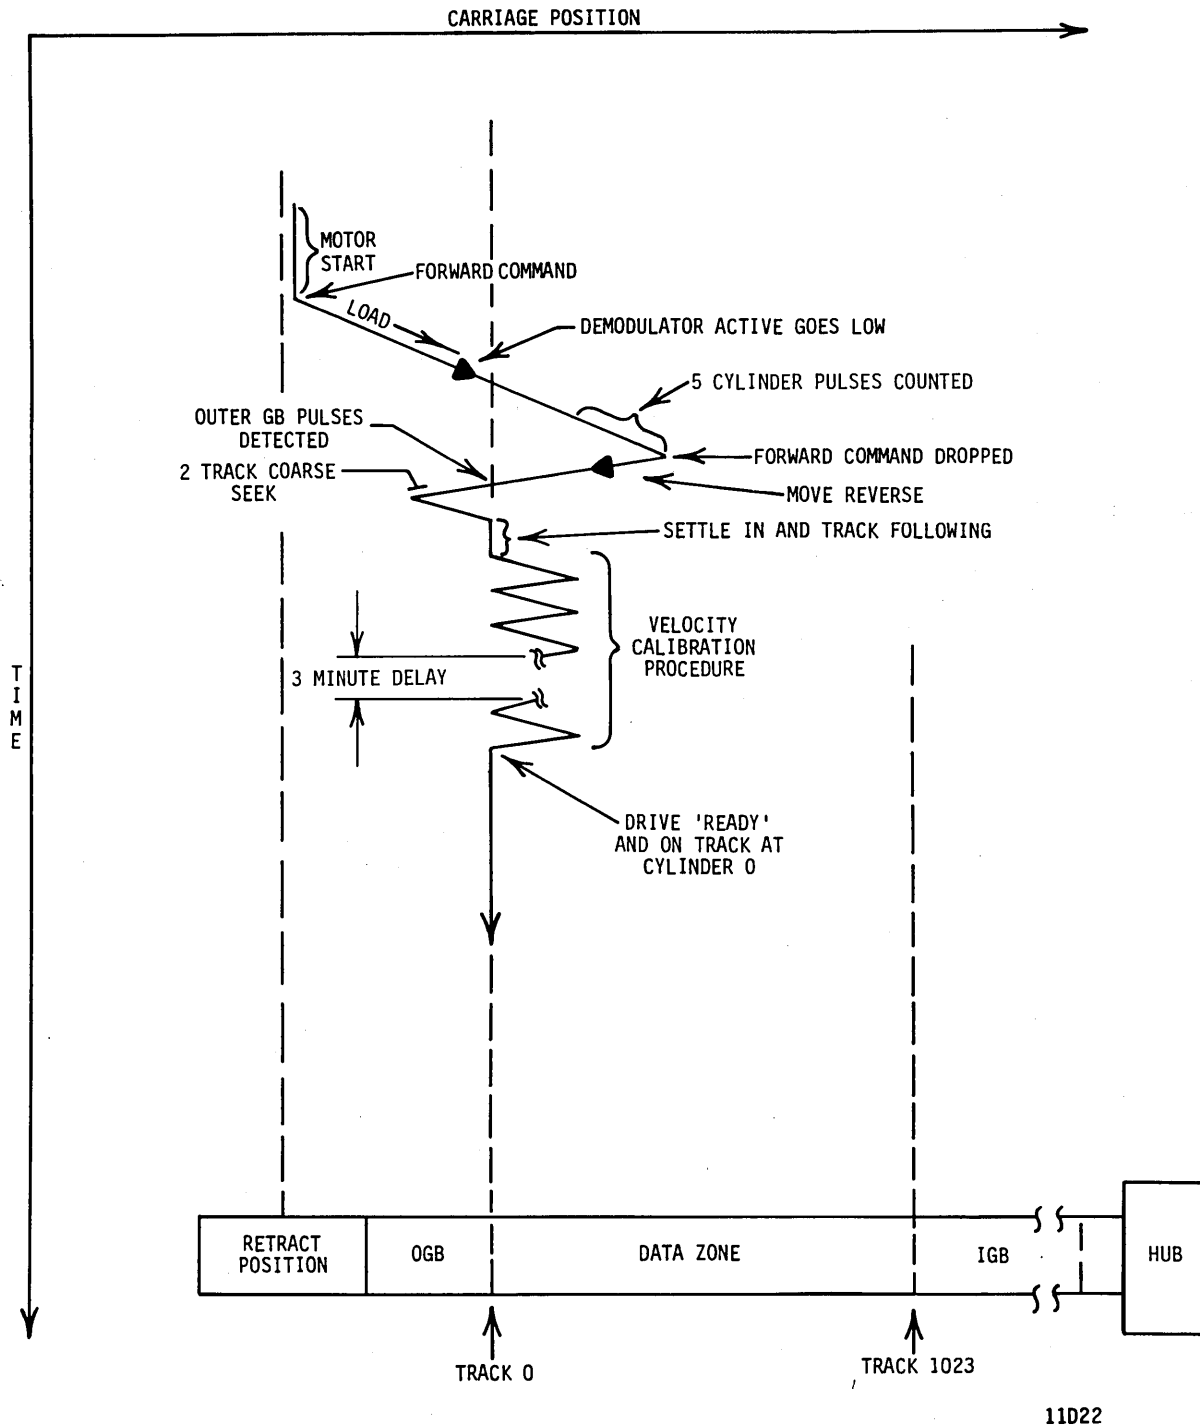 CARRIAGE POSITION
MOTOR
START
FORWARD COMMAND
LOAD
DEMODULATOR ACTIVE GOES LOW
5 CYLINDER PULSES COUNTED
OUTER GB PULSES
DETECTED
FORWARD COMMAND DROPPED
2 TRACK COARSE
SEEK
MOVE REVERSE
SETTLE IN AND TRACK FOLLOWING
VELOCITY
CALIBRATION
PROCEDURE
3 MINUTE DELAY
T
I
M
E
DRIVE 'READY'
AND ON TRACK AT
CYLINDER 0
RETRACT
POSITION
OGB
DATA ZONE
IGB
HUB
TRACK 0
TRACK 1023
11D22